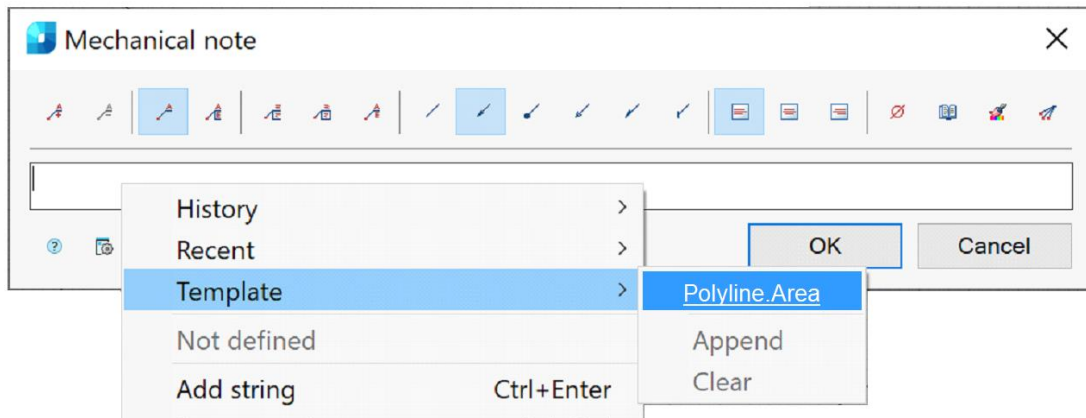 Mechanical note
History
Recent
OK
Cancel
Template
Polyline.Area
Not defined
Append
Clear
Add string Ctrl+Enter